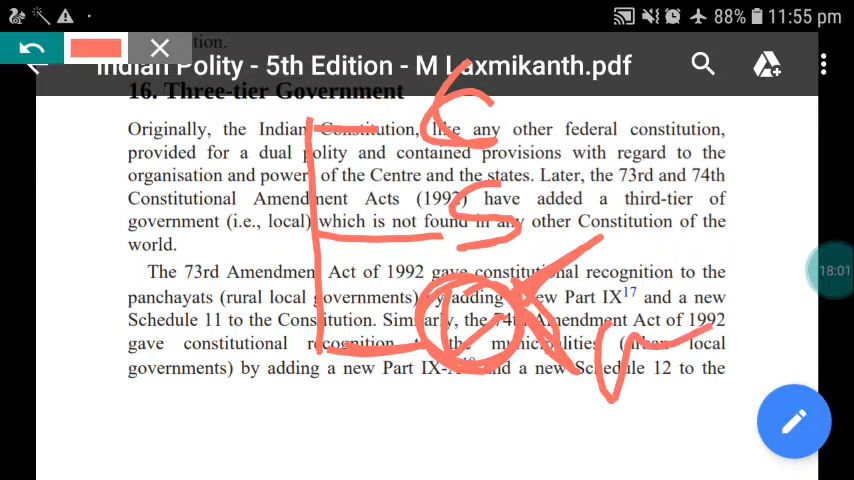 88% 11:55 pm
tion.
Indian Polity - 5th Edition - M Laxmikanth.pdf
16. Three-tier Government
Originally, the Indian Constitution, like any other federal constitution,
provided for a dual polity and contained provisions with regard to the
organisation and powers of the Centre and the states. Later, the 73rd and 74th
Constitutional Amendment Acts (1992) have added a third-tier of
government (i.e., local) which is not found in any other Constitution of the
world.
The 73rd Amendment Act of 1992 gave constitutional recognition to the
panchayats (rural local governments) by adding a new Part IX17 and a new
Schedule 11 to the Constitution. Similarly, the 74th Amendment Act of 1992
gave constitutional recognition to the municipalities (urban local
governments) by adding a new Part IX-A18 and a new Schedule 12 to the
C
S
18:01